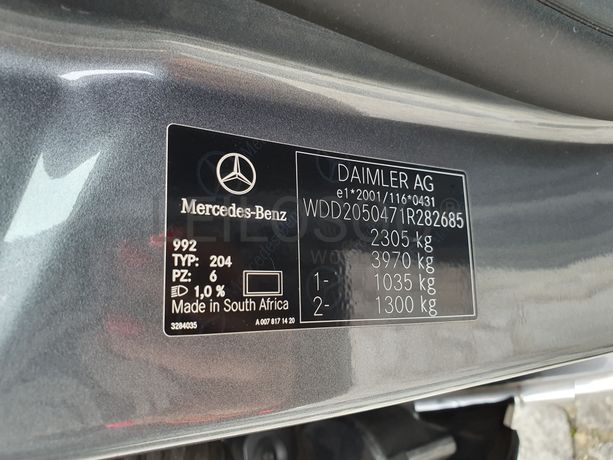 Mercedes-Benz
992
TYP: 204
PZ: 6
1,0 %
Made in South Africa
3284035
A 007 817 14 20
DAIMLER AG
e1*2001/116*0431
WDD2050471R282685
2305 kg
3970 kg
1- 1035 kg
2- 1300 kg